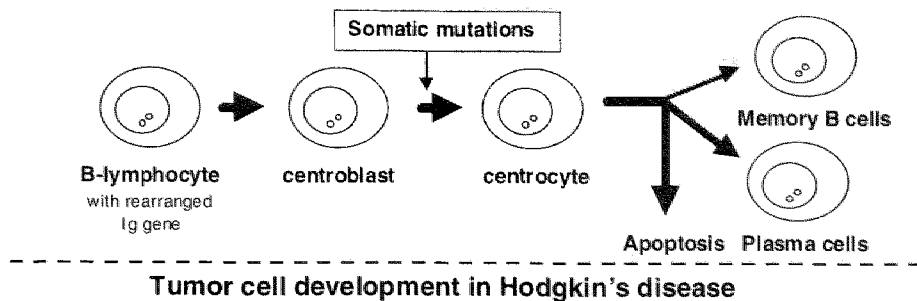 Somatic mutations
B-lymphocyte
with rearranged
Ig gene
centroblast
centrocyte
Memory B cells
Apoptosis
Plasma cells
Tumor cell development in Hodgkin's disease